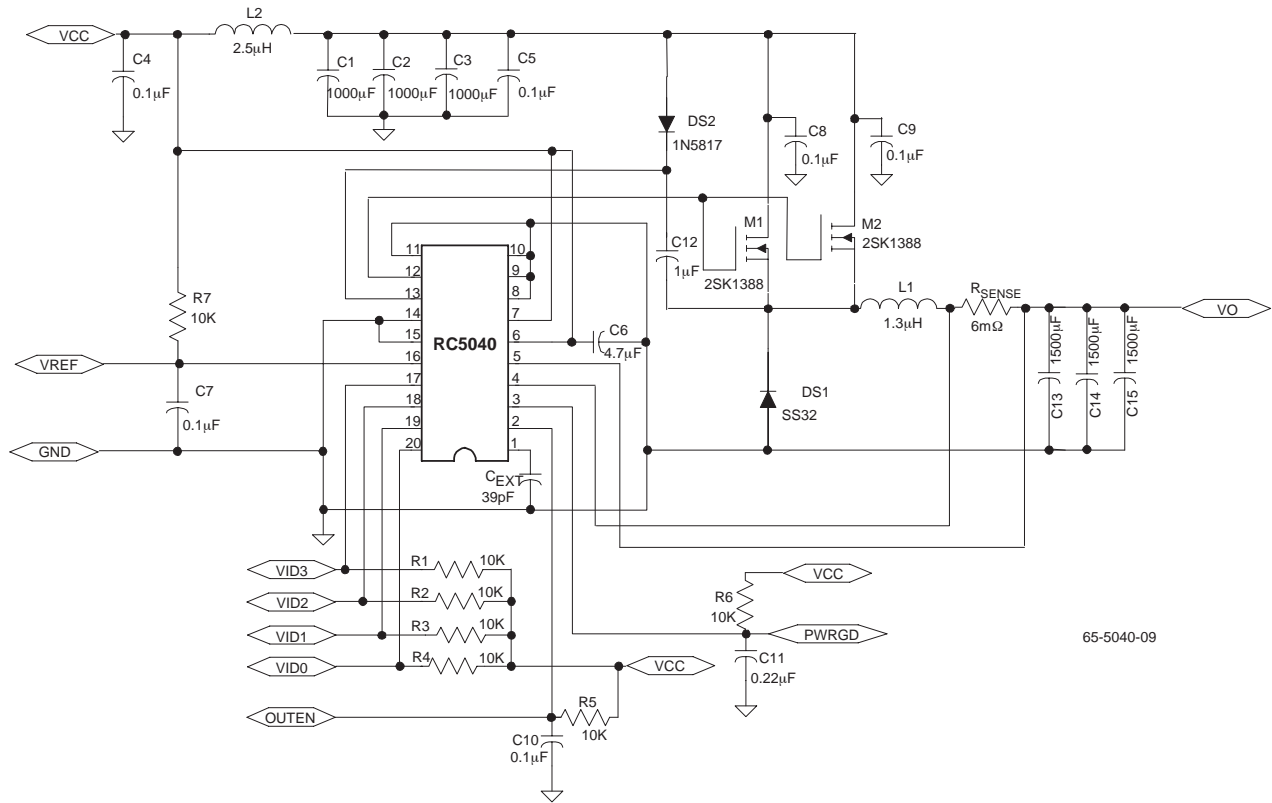 VCC
L2
2.5µH
C4
0.1µF
C1
1000µF
C2
1000µF
C3
1000µF
C5
0.1µF
DS2
1N5817
C8
0.1µF
C9
0.1µF
M1
2SK1388
M2
2SK1388
C12
1µF
11
12
13
14
15
16
17
18
19
20
RC5040
10
9
8
7
6
5
4
3
2
1
R7
10K
C6
4.7µF
L1
1.3µH
RSENSE
6mΩ
VO
1500µF
C13
1500µF
C14
1500µF
C15
VREF
C7
0.1µF
DS1
SS32
GND
CEXT
39pF
VID3
R1
10K
VID2
R2
10K
VID1
R3
10K
VID0
R4
10K
VCC
VCC
R6
10K
PWRGD
C11
0.22µF
65-5040-09
OUTEN
R5
10K
C10
0.1µF